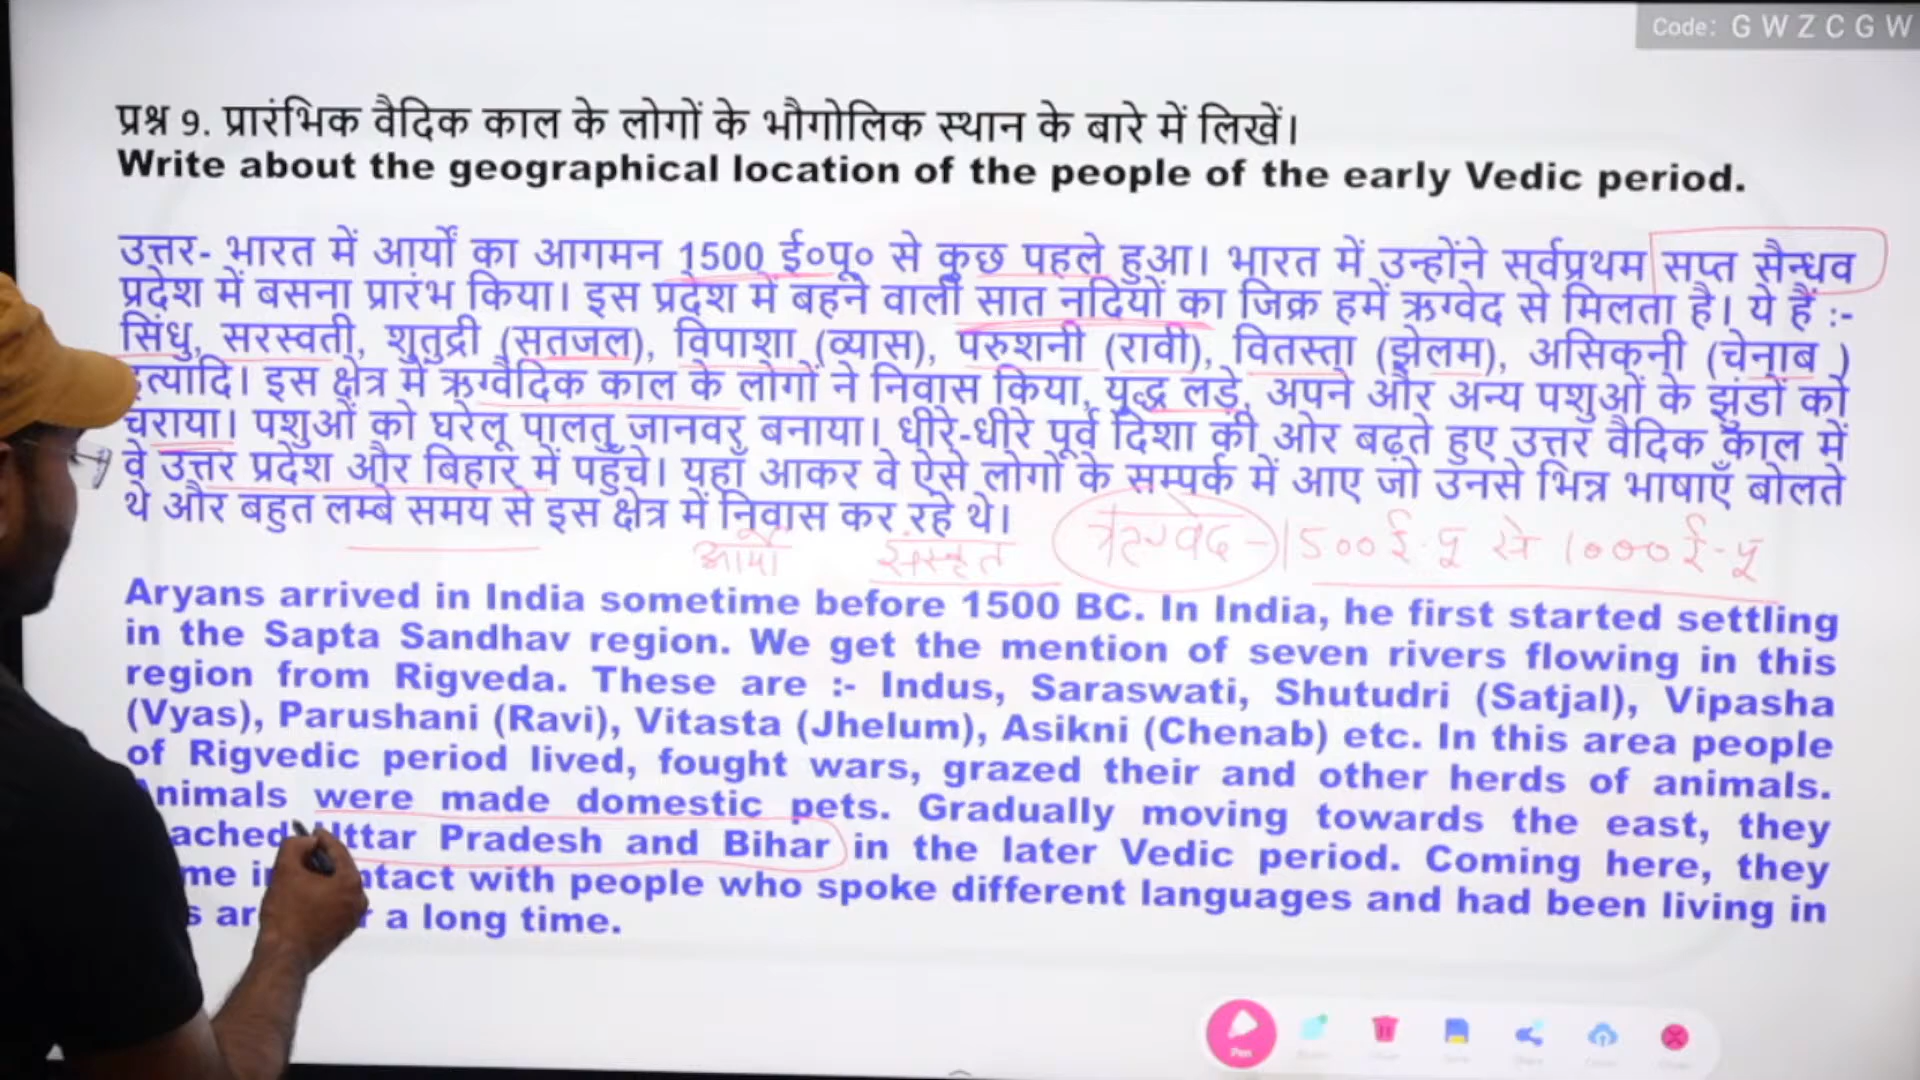 Code: G W Z C G W
प्रश्न 9. प्रारंभिक वैदिक काल के लोगों के भौगोलिक स्थान के बारे में लिखें।
Write about the geographical location of the people of the early Vedic period.
उत्तर- भारत में आर्यों का आगमन 1500 ई०पू० से कुछ पहले हुआ। भारत में उन्होंने सर्वप्रथम सप्त सैन्धव
प्रदेश में बसना प्रारंभ किया। इस प्रदेश में बहने वाली सात नदियों का जिक्र हमें ऋग्वेद से मिलता है। ये हैं :-
सिंधु, सरस्वती, शुतुद्री (सतजल), विपाशा (व्यास), परुशनी (रावी), वितस्ता (झेलम), असिकनी (चेनाब )
इत्यादि। इस क्षेत्र में ऋग्वैदिक काल के लोगों ने निवास किया, युद्ध लड़े, अपने और अन्य पशुओं के झुंडों को
चराया। पशुओं को घरेलू पालतु जानवर बनाया। धीरे-धीरे पूर्व दिशा की ओर बढ़ते हुए उत्तर वैदिक काल में
वे उत्तर प्रदेश और बिहार में पहुँचे। यहाँ आकर वे ऐसे लोगों के सम्पर्क में आए जो उनसे भिन्न भाषाएँ बोलते
थे और बहुत लम्बे समय से इस क्षेत्र में निवास कर रहे थे।
आर्यो संस्कृत ऋग्वेद - 1500 ई.पू से 1000 ई.पू
Aryans arrived in India sometime before 1500 BC. In India, he first started settling
in the Sapta Sandhav region. We get the mention of seven rivers flowing in this
region from Rigveda. These are :- Indus, Saraswati, Shutudri (Satjal), Vipasha
(Vyas), Parushani (Ravi), Vitasta (Jhelum), Asikni (Chenab) etc. In this area people
of Rigvedic period lived, fought wars, grazed their and other herds of animals.
Animals were made domestic pets. Gradually moving towards the east, they
ached Uttar Pradesh and Bihar in the later Vedic period. Coming here, they
me in ntact with people who spoke different languages and had been living in
s ar r a long time.
Pen